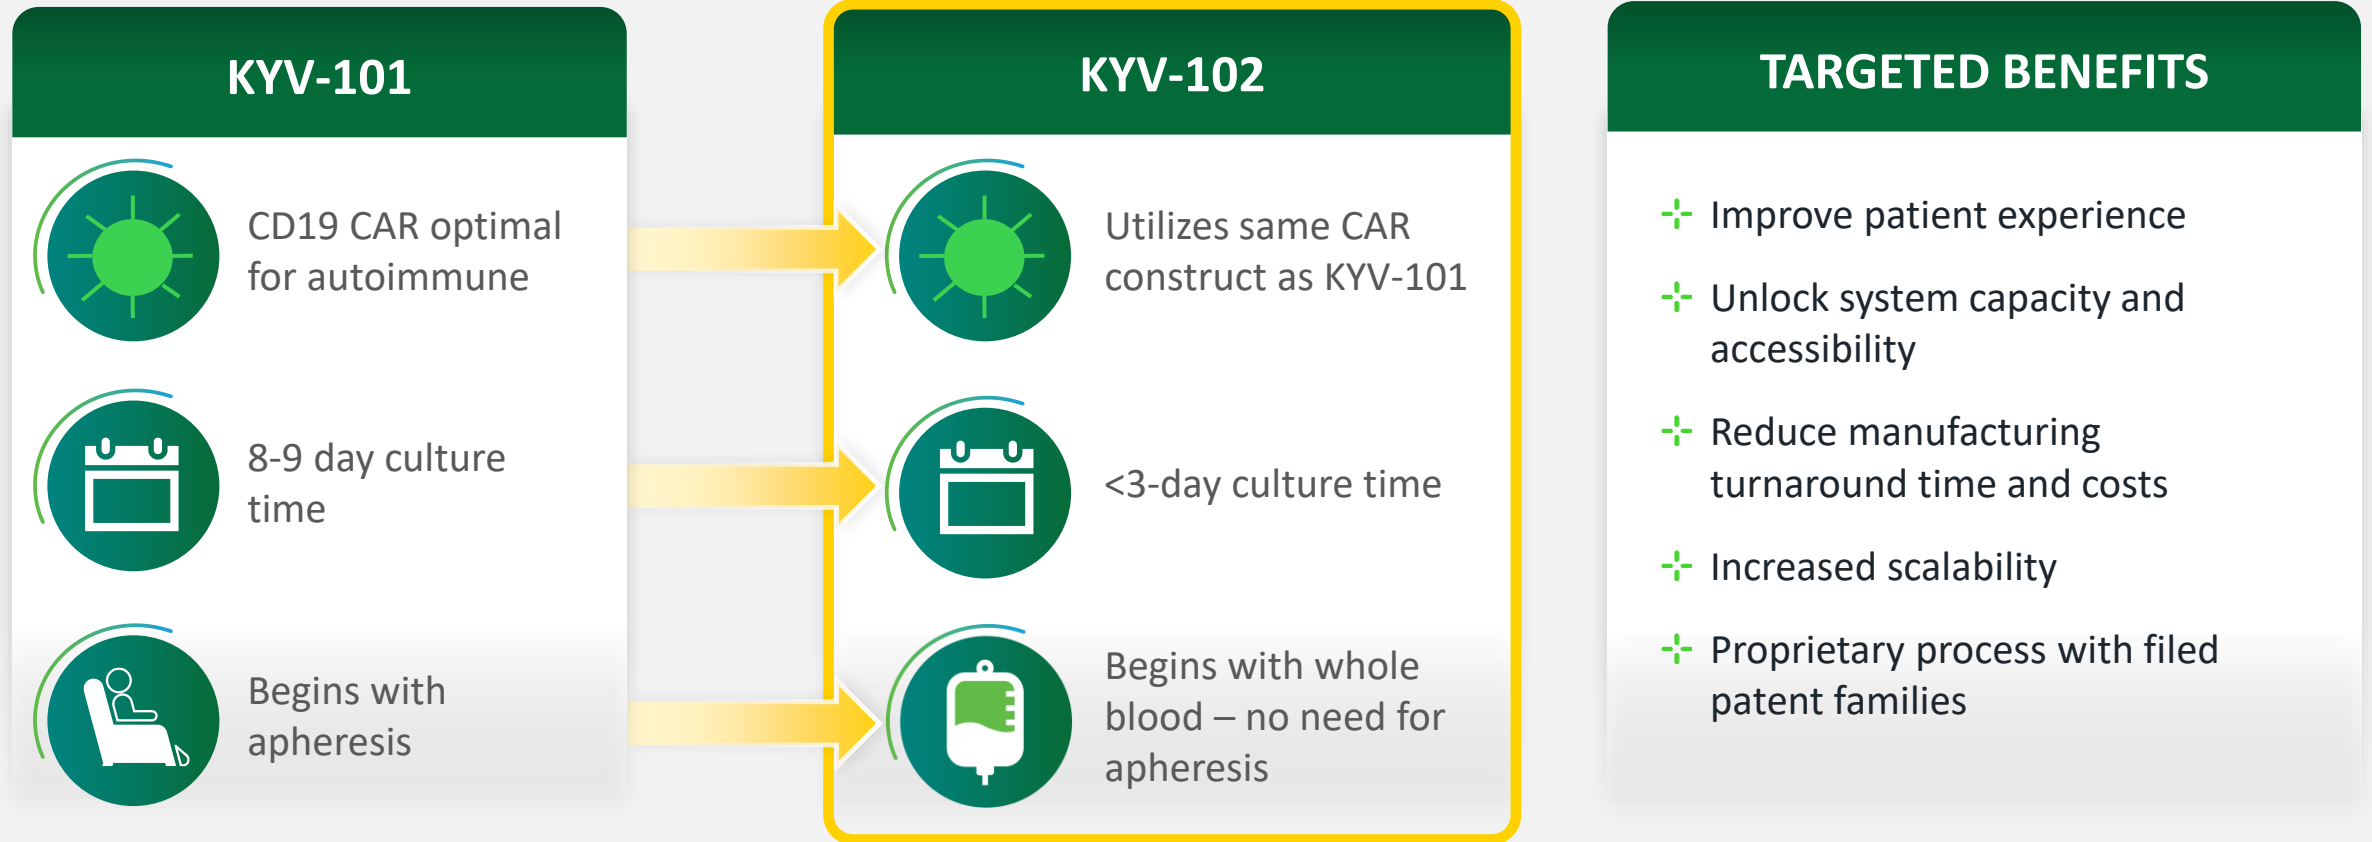 KYV-101
CD19 CAR optimal
for autoimmune
8-9 day culture
time
Begins with
apheresis
KYV-102
Utilizes same CAR
construct as KYV-101
<3-day culture time
Begins with whole
blood – no need for
apheresis
TARGETED BENEFITS
Improve patient experience
Unlock system capacity and
accessibility
Reduce manufacturing
turnaround time and costs
Increased scalability
Proprietary process with filed
patent families